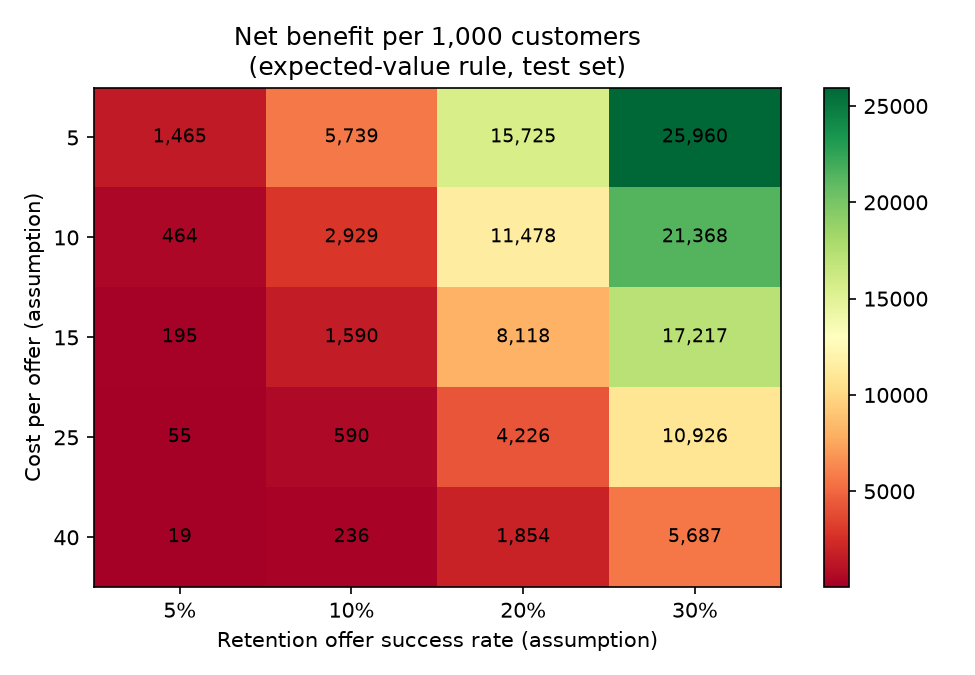 Net benefit per 1,000 customers
(expected-value rule, test set)
Cost per offer (assumption)
5 1,465 5,739 15,725 25,960
10 464 2,929 11,478 21,368
15 195 1,590 8,118 17,217
25 55 590 4,226 10,926
40 19 236 1,854 5,687
5% 10% 20% 30%
Retention offer success rate (assumption)
25000
20000
15000
10000
5000